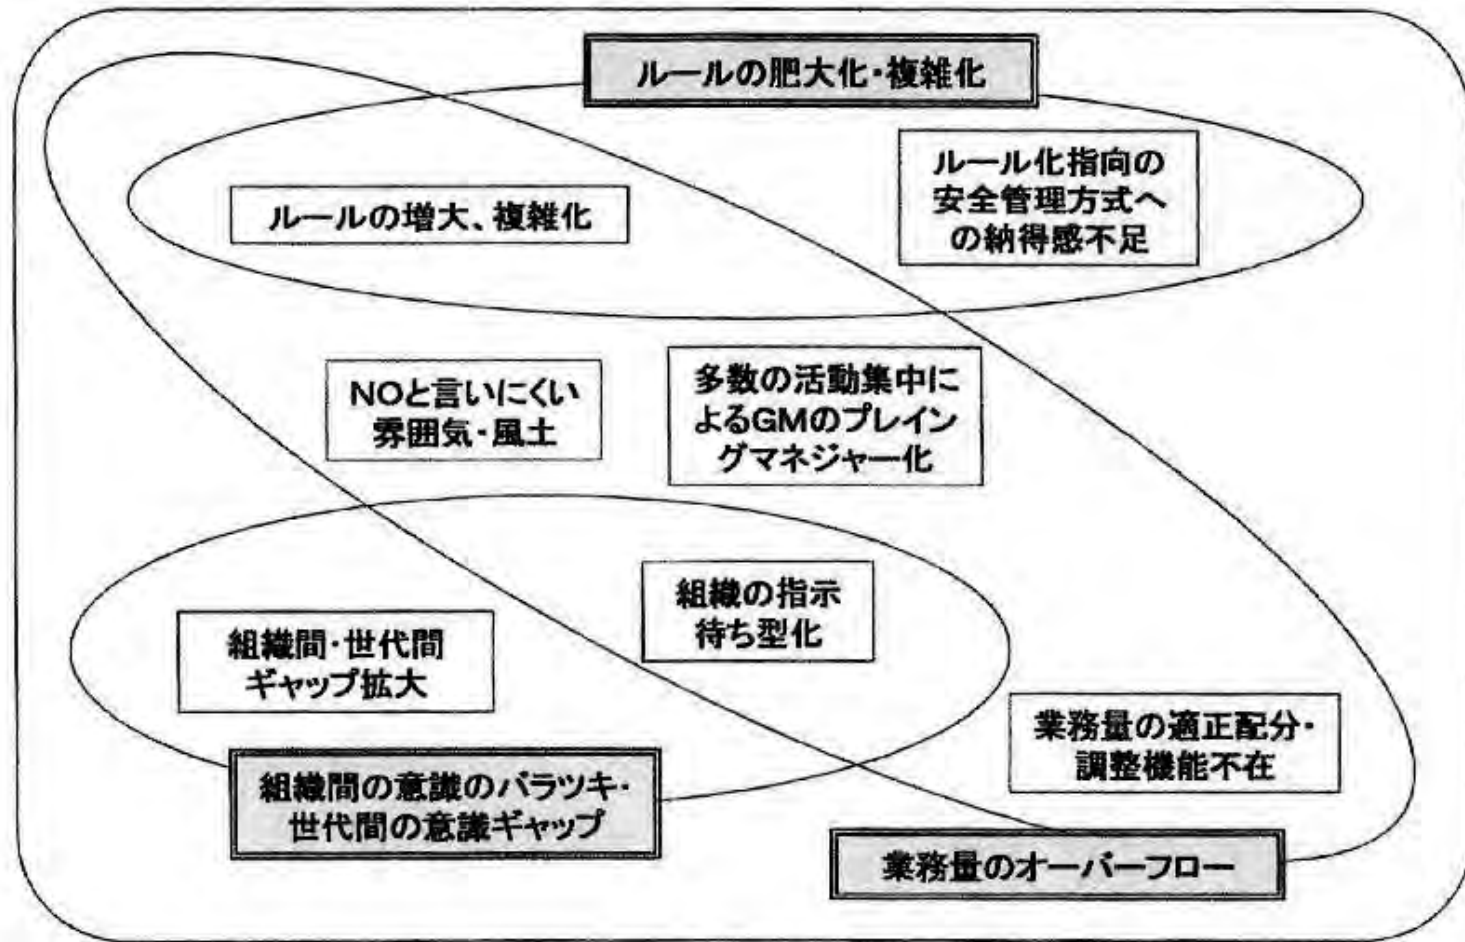 ルールの肥大化・複雑化
ルール化指向の
安全管理方式へ
の納得感不足
ルールの増大、複雑化
NOと言いにくい
雰囲気・風土
多数の活動集中に
よるGMのプレイン
グマネジャー化
組織の指示
待ち型化
組織間・世代間
ギャップ拡大
業務量の適正配分・
調整機能不在
組織間の意識のバラツキ・
世代間の意識ギャップ
業務量のオーバーフロー